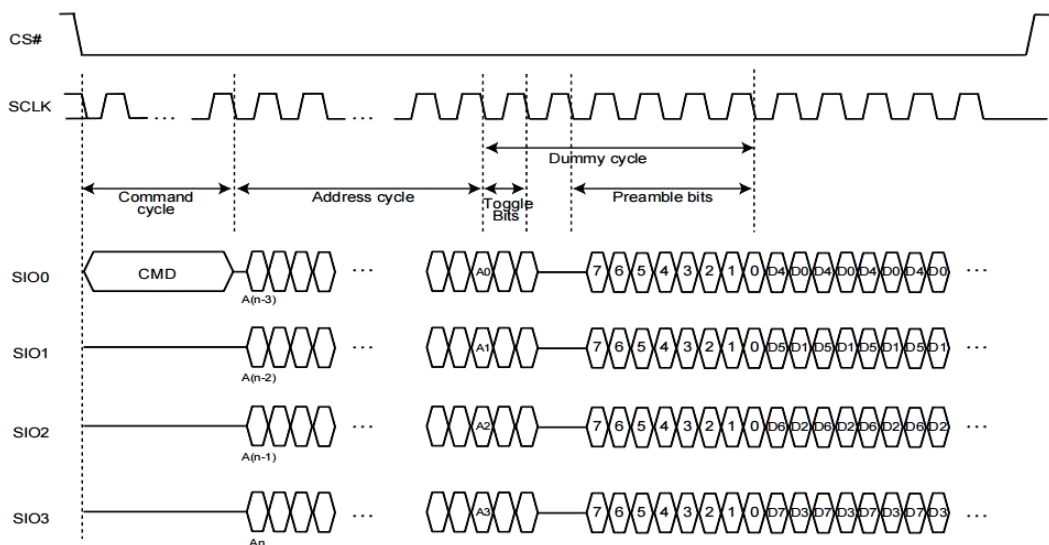 CS#
SCLK
...
...
Dummy cycle
Command cycle
Address cycle
Toggle Bits
Preamble bits
SIO0
CMD
...
A0
7 6 5 4 3 2 1 0 D4 D0 D4 D0 D4 D0 D4 D0
...
A(n-3)
SIO1
...
A1
7 6 5 4 3 2 1 0 D5 D1 D5 D1 D5 D1 D5 D1
...
A(n-2)
SIO2
...
A2
7 6 5 4 3 2 1 0 D6 D2 D6 D2 D6 D2 D6 D2
...
A(n-1)
SIO3
...
A3
7 6 5 4 3 2 1 0 D7 D3 D7 D3 D7 D3 D7 D3
...
An